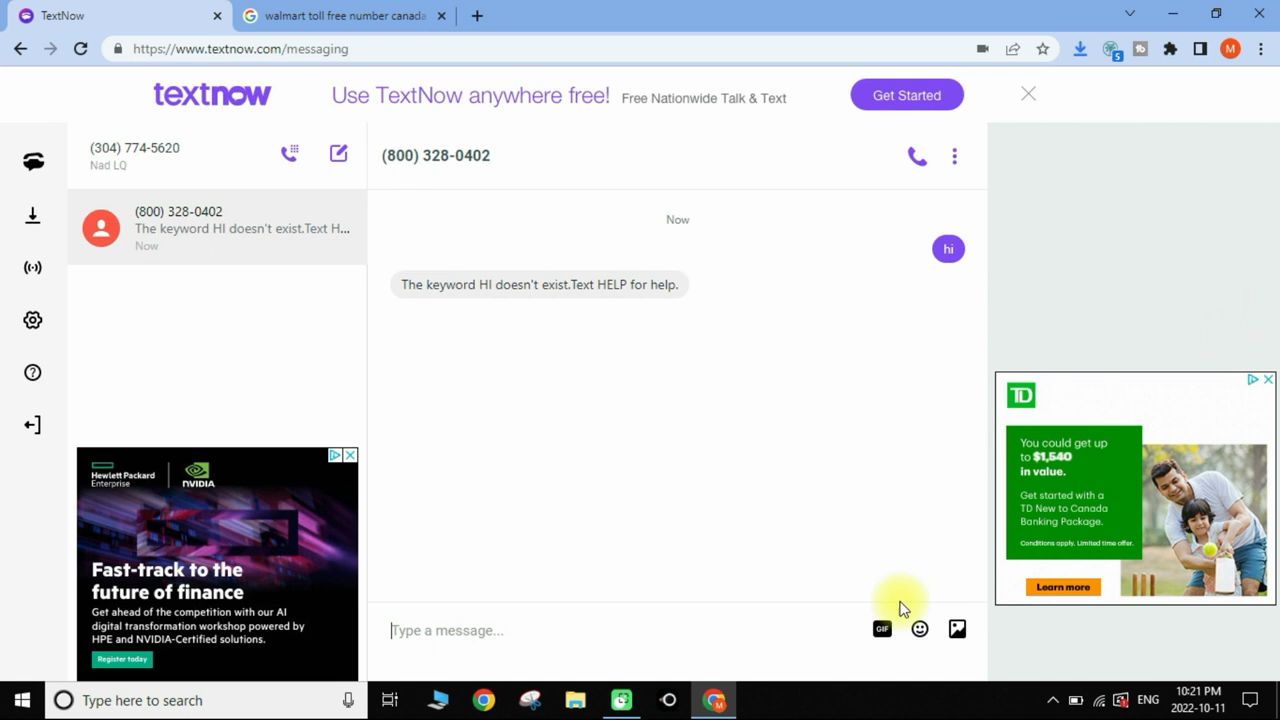 TextNow
walmart toll free number canada
https://www.textnow.com/messaging
5
M
textnow
Use TextNow anywhere free!
Free Nationwide Talk & Text
Get Started
(304) 774-5620
Nad LQ
(800) 328-0402
The keyword HI doesn't exist.Text H...
Now
(800) 328-0402
Now
hi
The keyword HI doesn't exist.Text HELP for help.
Type a message...
GIF
Hewlett Packard
Enterprise
NVIDIA
Fast-track to the
future of finance
Get ahead of the competition with our AI
digital transformation workshop powered by
HPE and NVIDIA-Certified solutions.
Register today
TD
You could get up
to $1,540
in value.
Get started with a
TD New to Canada
Banking Package.
Conditions apply. Limited time offer.
Learn more
Type here to search
M
ENG
10:21 PM
2022-10-11